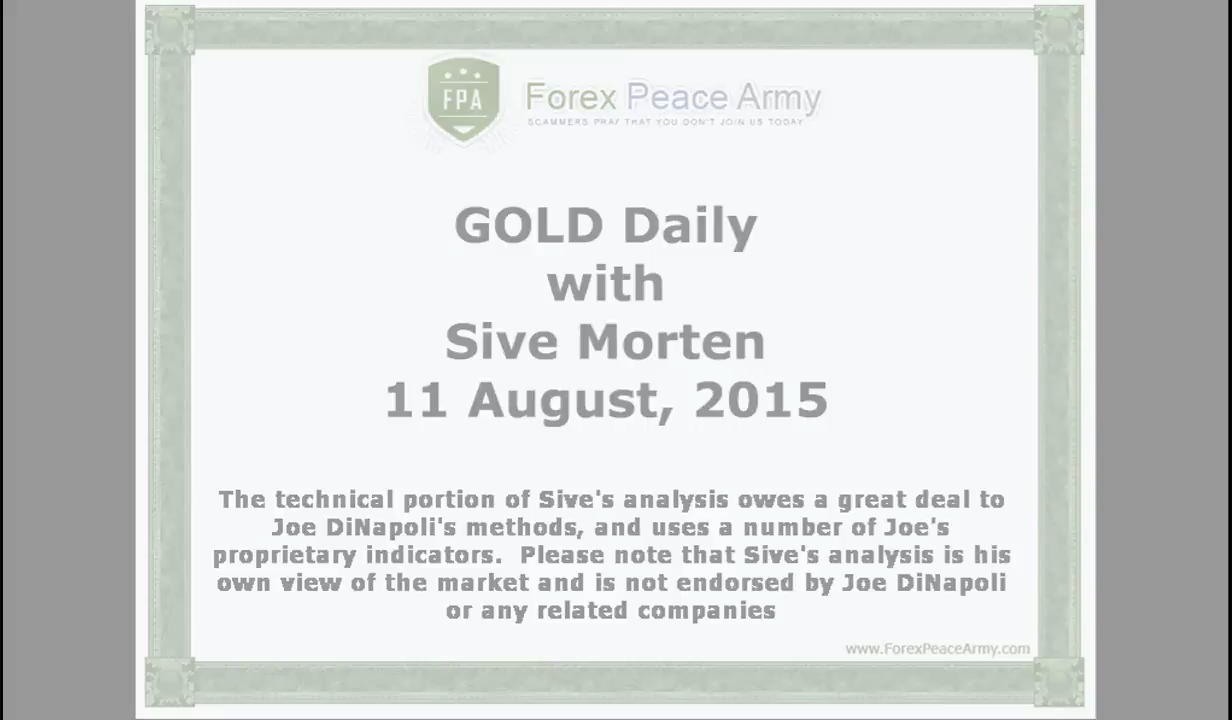 FPA
Forex Peace Army
SCAMMERS PRAY THAT YOU DON'T JOIN US TODAY
GOLD Daily
with
Sive Morten
11 August, 2015
The technical portion of Sive's analysis owes a great deal to
Joe DiNapoli's methods, and uses a number of Joe's
proprietary indicators.  Please note that Sive's analysis is his
own view of the market and is not endorsed by Joe DiNapoli
or any related companies
www.ForexPeaceArmy.com